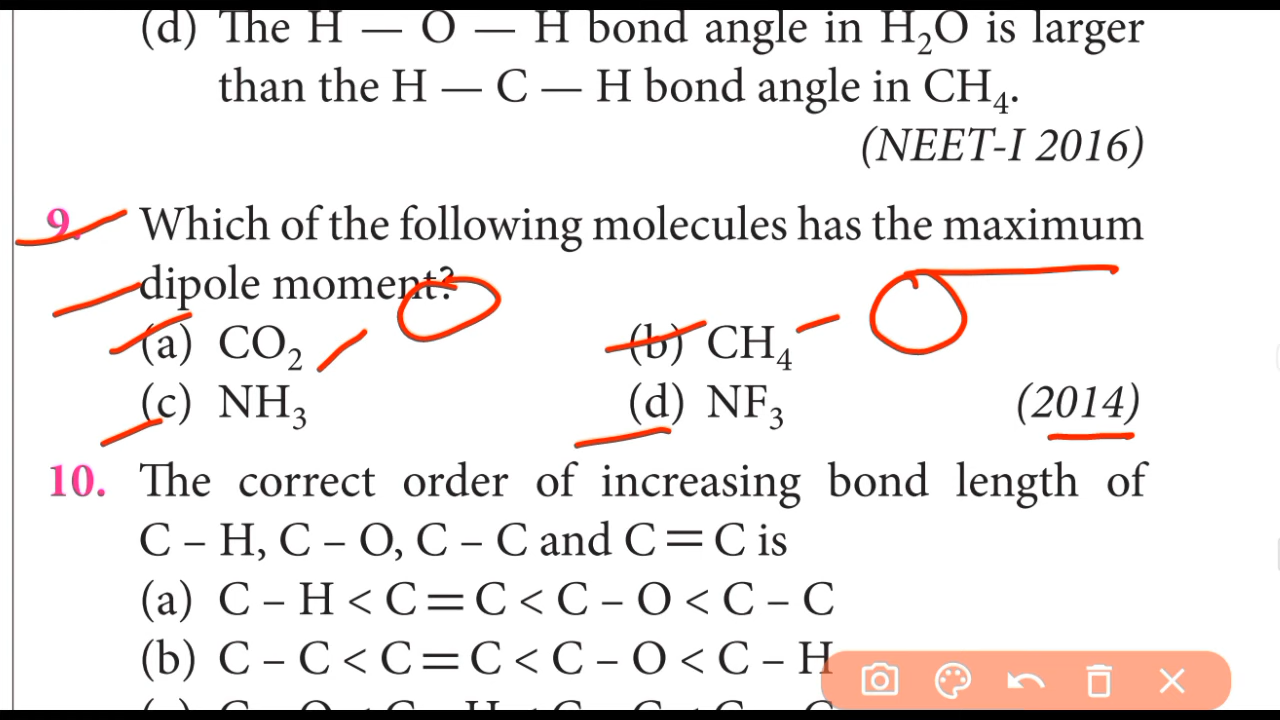 (d) The H — O — H bond angle in H₂O is larger
than the H — C — H bond angle in CH₄.
(NEET-I 2016)
9. Which of the following molecules has the maximum
dipole moment?
(a) CO₂ (b) CH₄
(c) NH₃ (d) NF₃ (2014)
10. The correct order of increasing bond length of
C – H, C – O, C – C and C = C is
(a) C – H < C = C < C – O < C – C
(b) C – C < C = C < C – O < C – H